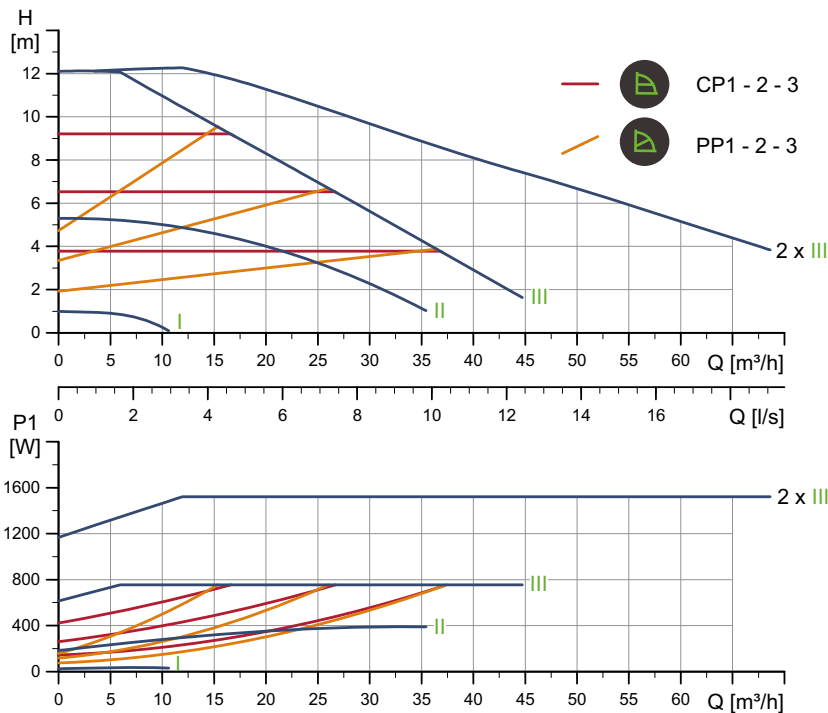 H
[m]
12
10
8
6
4
2
0
CP1 - 2 - 3
PP1 - 2 - 3
2 x III
III
II
I
0 5 10 15 20 25 30 35 40 45 50 55 60 Q [m³/h]
0 2 4 6 8 10 12 14 16 Q [l/s]
P1
[W]
1600
1200
800
400
0
2 x III
III
II
I
0 5 10 15 20 25 30 35 40 45 50 55 60 Q [m³/h]